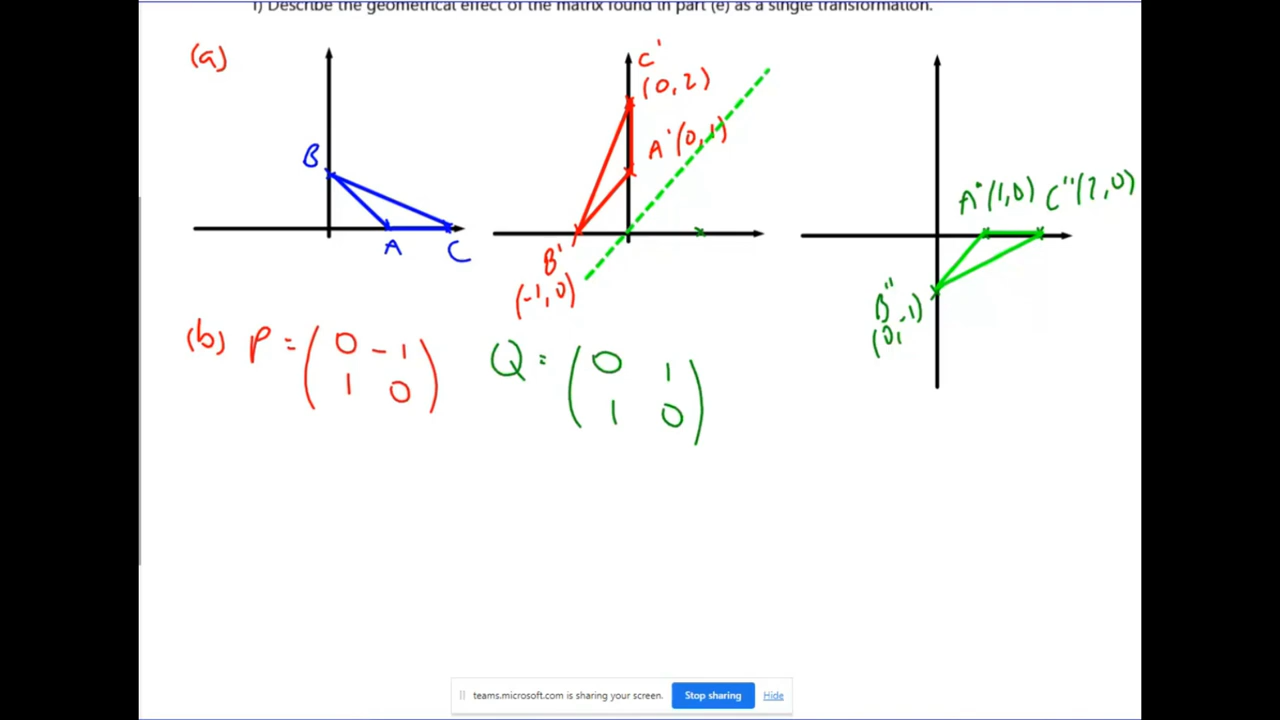 f) Describe the geometrical effect of the matrix found in part (e) as a single transformation.
(a)
B
A
C
C'
(0,2)
A'(0,1)
B'
(-1,0)
A''(1,0)
C''(2,0)
B''
(0,-1)
(b) P = ( 0 -1
1 0 )
Q = ( 0 1
1 0 )
teams.microsoft.com is sharing your screen.
Stop sharing
Hide